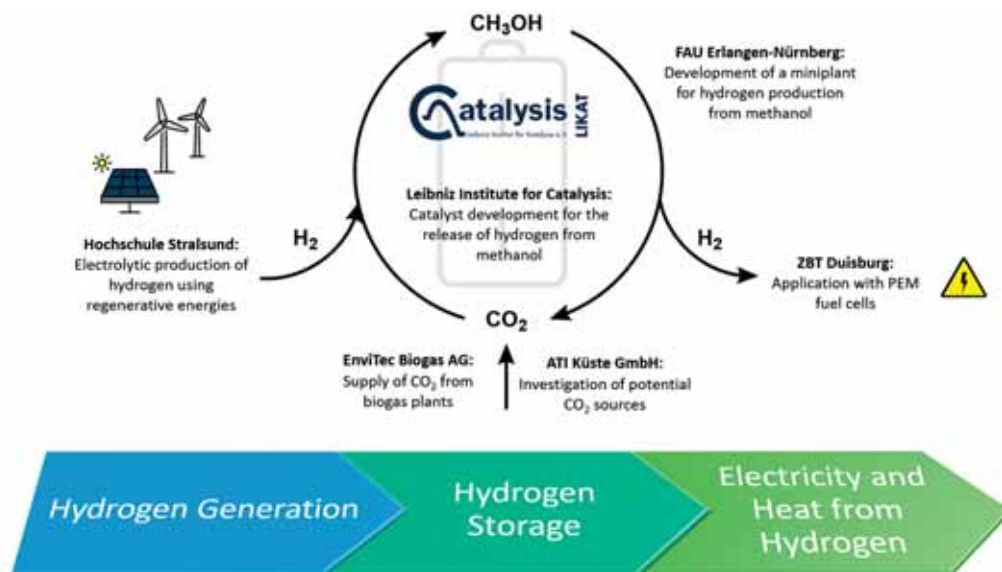 CH₃OH
FAU Erlangen-Nürnberg:
Development of a miniplant
for hydrogen production
from methanol
Catalysis
LIKAT
Leibniz Institute for Catalysis:
Catalyst development for the
release of hydrogen from
methanol
Hochschule Stralsund:
Electrolytic production of
hydrogen using
regenerative energies
H₂
H₂
ZBT Duisburg:
Application with PEM
fuel cells
CO₂
EnviTec Biogas AG:
Supply of CO₂ from
biogas plants
ATI Küste GmbH:
Investigation of potential
CO₂ sources
Hydrogen Generation
Hydrogen
Storage
Electricity and
Heat from
Hydrogen